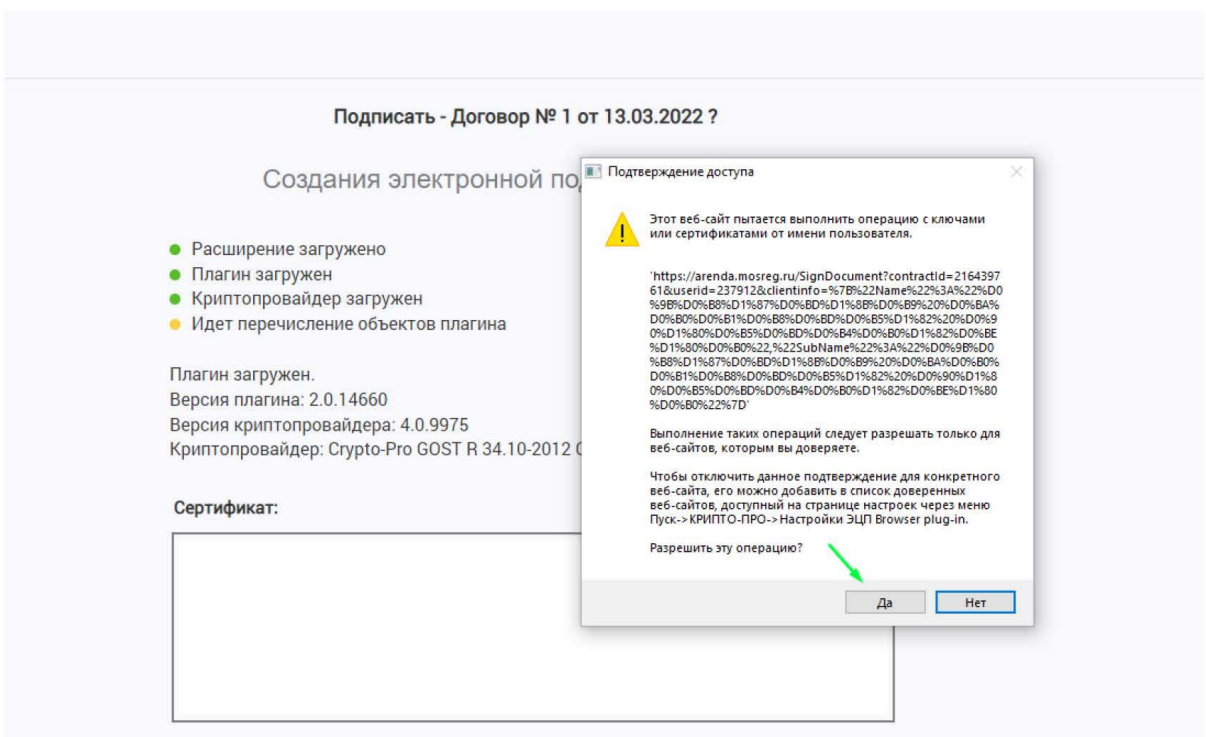 Подписать - Договор № 1 от 13.03.2022 ?
Создания электронной по
Расширение загружено
Плагин загружен
Криптопровайдер загружен
Идет перечисление объектов плагина
Плагин загружен.
Версия плагина: 2.0.14660
Версия криптопровайдера: 4.0.9975
Криптопровайдер: Crypto-Pro GOST R 34.10-2012
Сертификат:
Подтверждение доступа
Этот веб-сайт пытается выполнить операцию с ключами
или сертификатами от имени пользователя.
'https://arenda.mosreg.ru/SignDocument?contractId=2164397
61&userid=237912&clientinfo=%7B%22Name%22%3A%22%D0
%9B%D0%B8%D1%87%D0%BD%D1%8B%D0%B9%20%D0%BA%
D0%B0%D0%B1%D0%B8%D0%BD%D0%B5%D1%82%20%D0%9
0%D1%80%D0%B5%D0%BD%D0%B4%D0%B0%D1%82%D0%BE
%D1%80%D0%B0%22,%22SubName%22%3A%22%D0%9B%D0
%B8%D1%87%D0%BD%D1%8B%D0%B9%20%D0%BA%D0%B0%
D0%B1%D0%B8%D0%BD%D0%B5%D1%82%20%D0%90%D1%8
0%D0%B5%D0%BD%D0%B4%D0%B0%D1%82%D0%BE%D1%80
%D0%B0%22%7D'
Выполнение таких операций следует разрешать только для
веб-сайтов, которым вы доверяете.
Чтобы отключить данное подтверждение для конкретного
веб-сайта, его можно добавить в список доверенных
веб-сайтов, доступный на странице настроек через меню
Пуск->КРИПТО-ПРО->Настройки ЭЦП Browser plug-in.
Разрешить эту операцию?
Да
Нет